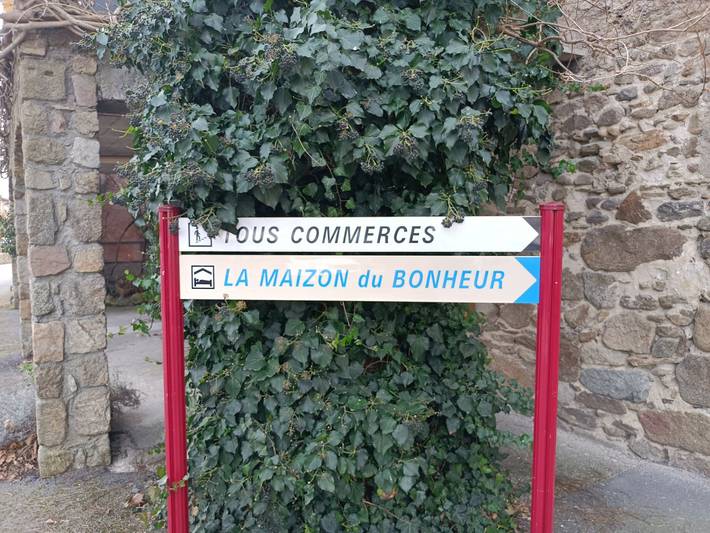 TOUS COMMERCES
LA MAIZON du BONHEUR